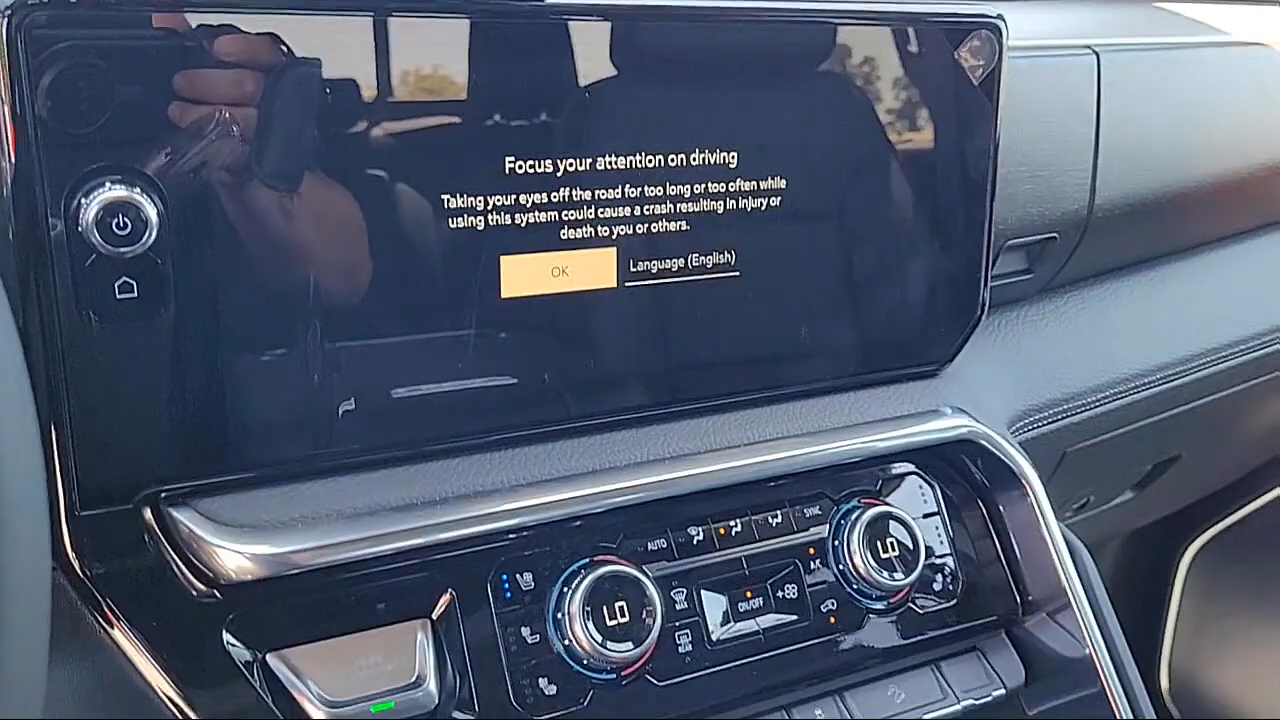 Focus your attention on driving
Taking your eyes off the road for too long or too often while
using this system could cause a crash resulting in injury or
death to you or others.
OK
Language (English)
AUTO
SYNC
A/C
LO
LO
MAX
ON/OFF
REAR